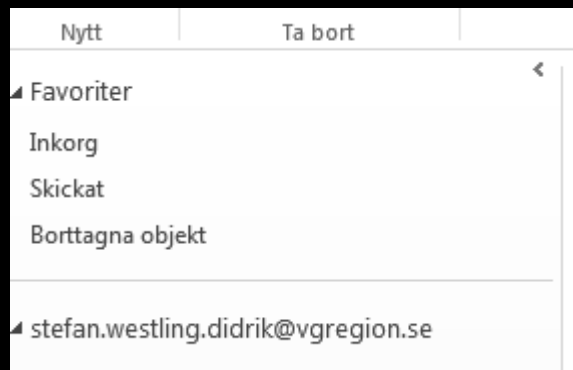 Nytt Ta bort
Favoriter
Inkorg
Skickat
Borttagna objekt
stefan.westling.didrik@vgregion.se